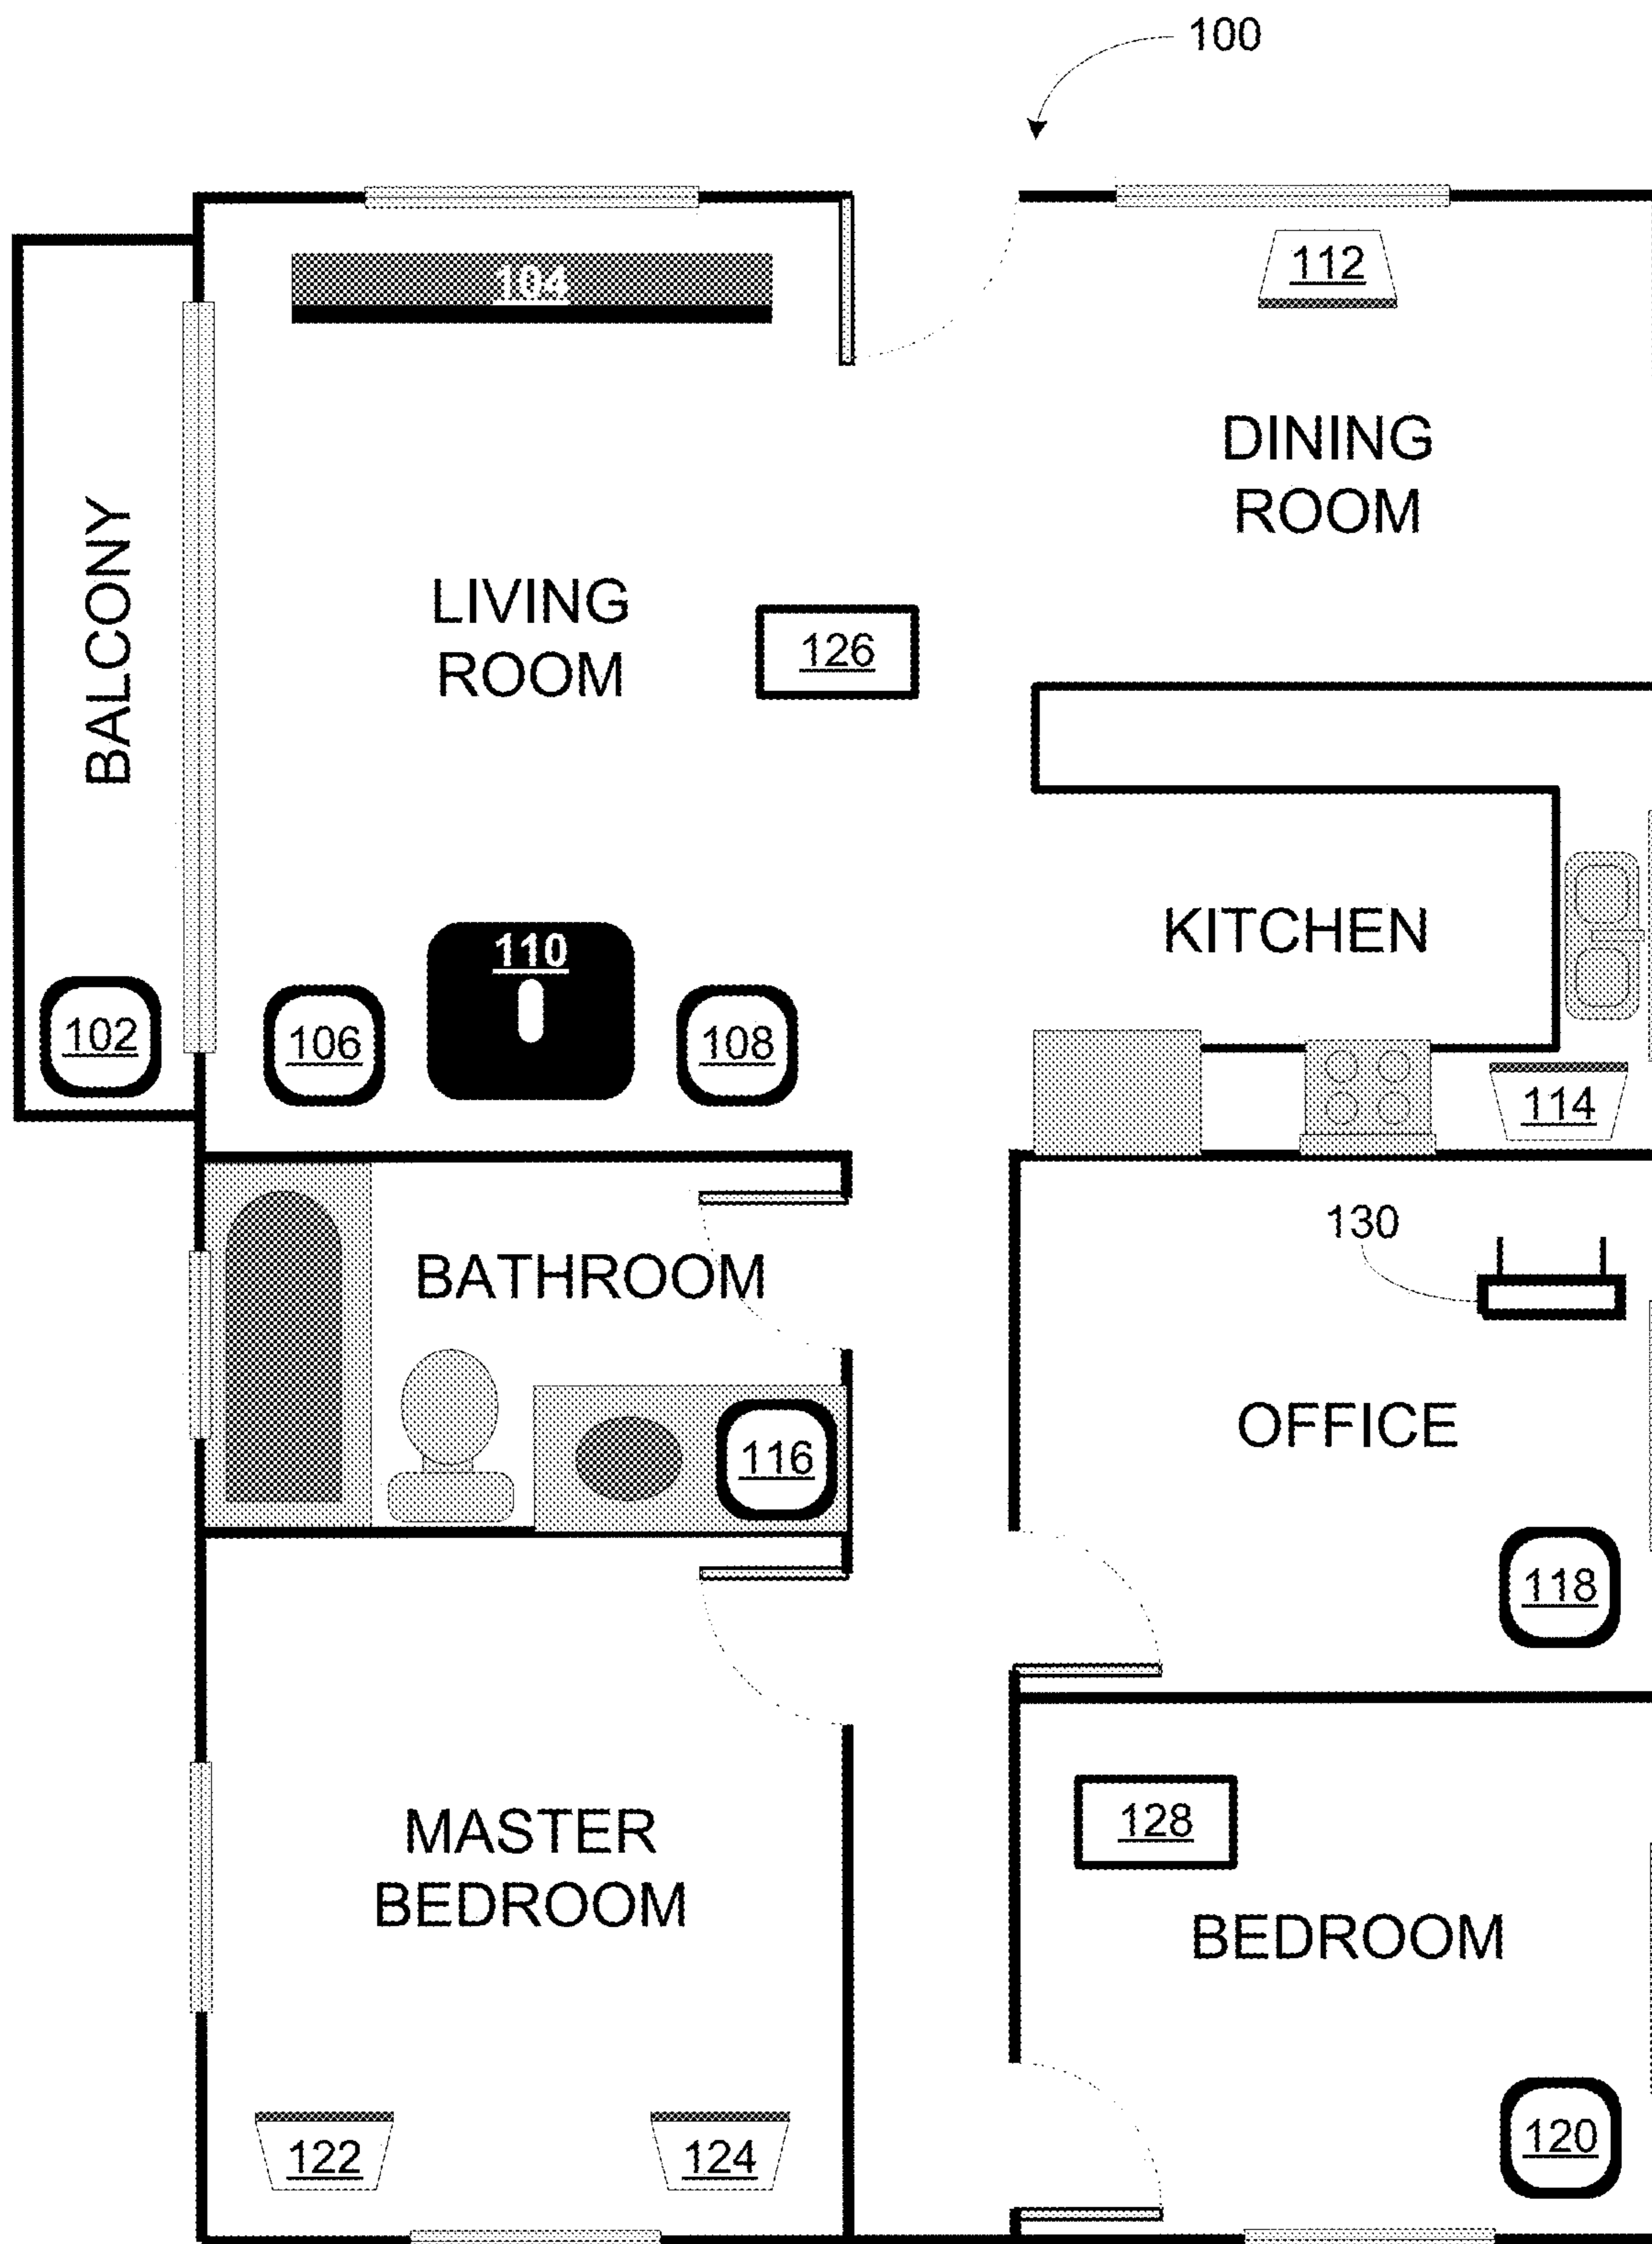 100
104
112
DINING
ROOM
BALCONY
LIVING
ROOM
126
KITCHEN
110
102
106
108
114
130
BATHROOM
OFFICE
116
118
128
MASTER
BEDROOM
BEDROOM
122
124
120